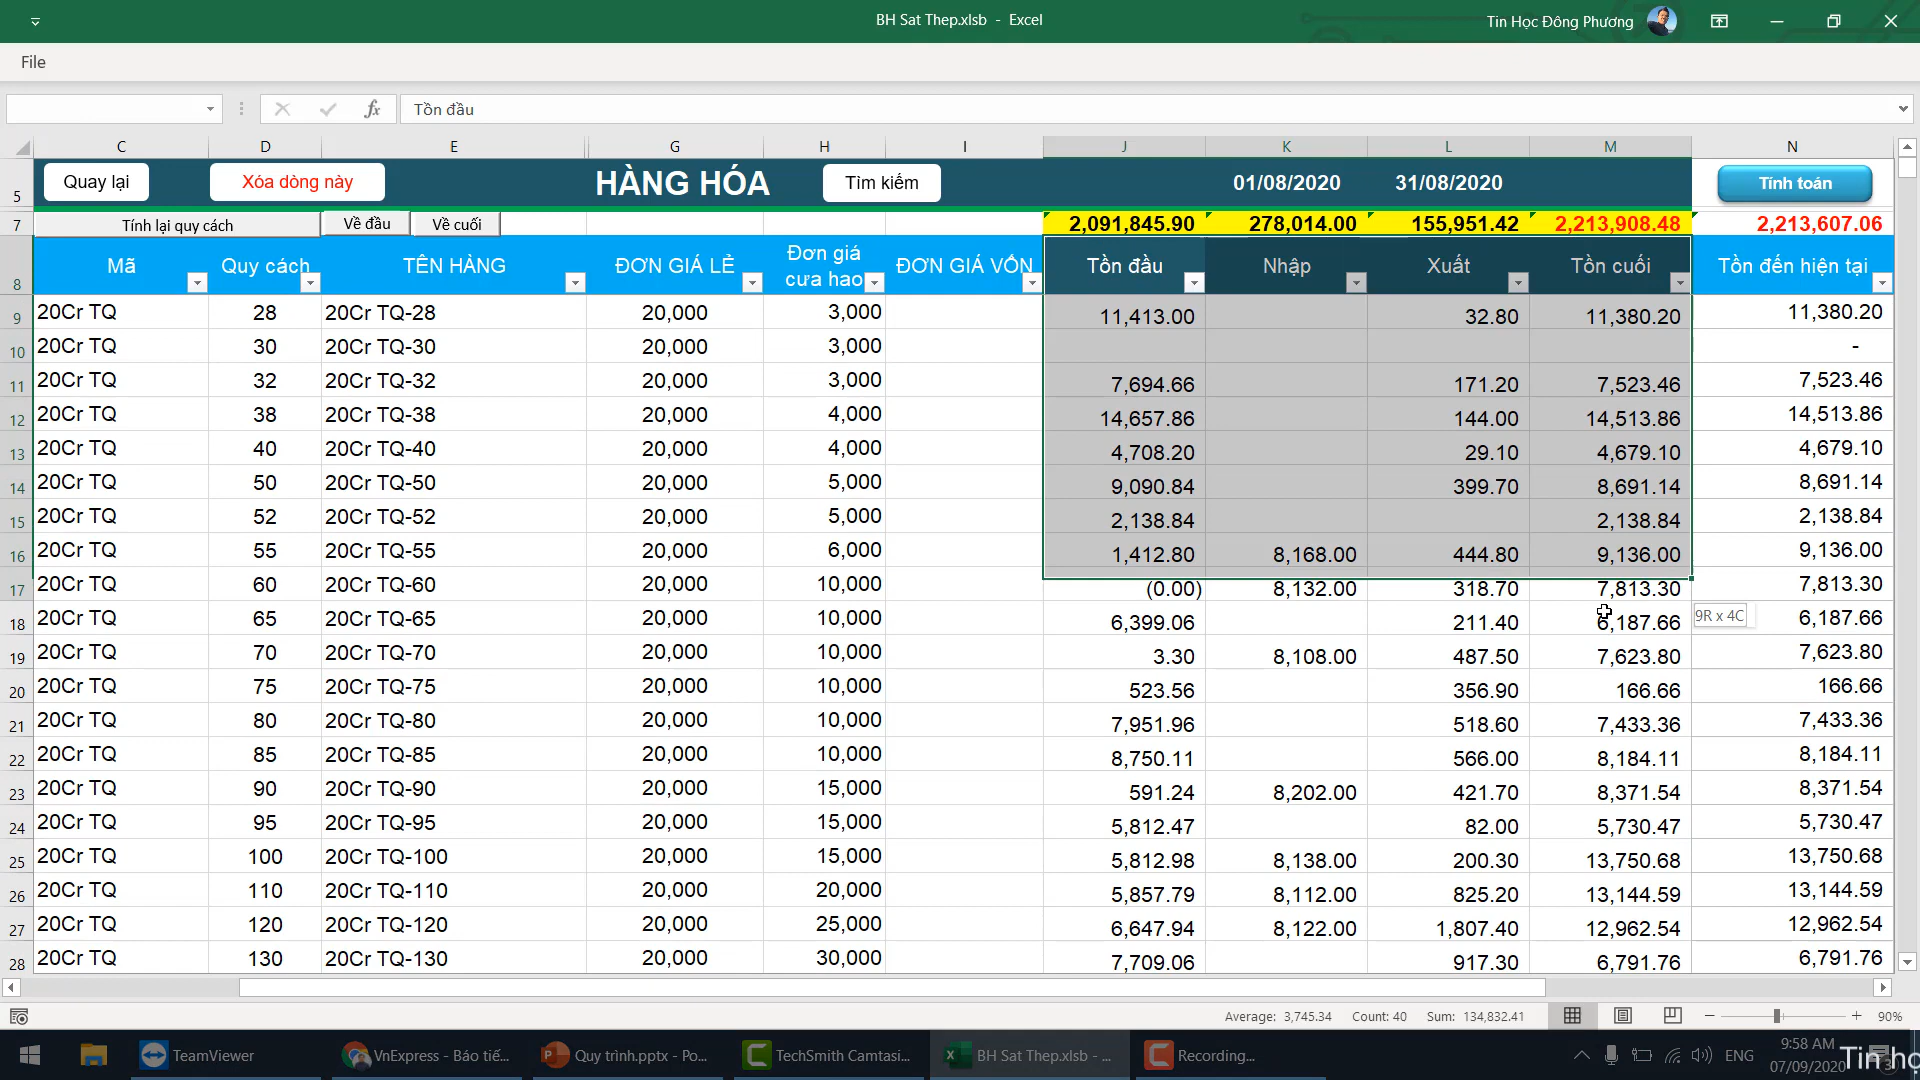 BH Sat Thep.xlsb - Excel
Tin Học Đông Phương
File
fx
Tồn đầu
C D E G H I J K L M N
5 Quay lại Xóa dòng này HÀNG HÓA Tìm kiếm 01/08/2020 31/08/2020 Tính toán
7 Tính lại quy cách Về đầu Về cuối 2,091,845.90 278,014.00 155,951.42 2,213,908.48 2,213,607.06
8 Mã Quy cách TÊN HÀNG ĐƠN GIÁ LẺ Đơn giá cưa hao ĐƠN GIÁ VỐN Tồn đầu Nhập Xuất Tồn cuối Tồn đến hiện tại
9 20Cr TQ 28 20Cr TQ-28 20,000 3,000 11,413.00 32.80 11,380.20 11,380.20
10 20Cr TQ 30 20Cr TQ-30 20,000 3,000 -
11 20Cr TQ 32 20Cr TQ-32 20,000 3,000 7,694.66 171.20 7,523.46 7,523.46
12 20Cr TQ 38 20Cr TQ-38 20,000 4,000 14,657.86 144.00 14,513.86 14,513.86
13 20Cr TQ 40 20Cr TQ-40 20,000 4,000 4,708.20 29.10 4,679.10 4,679.10
14 20Cr TQ 50 20Cr TQ-50 20,000 5,000 9,090.84 399.70 8,691.14 8,691.14
15 20Cr TQ 52 20Cr TQ-52 20,000 5,000 2,138.84 2,138.84 2,138.84
16 20Cr TQ 55 20Cr TQ-55 20,000 6,000 1,412.80 8,168.00 444.80 9,136.00 9,136.00
17 20Cr TQ 60 20Cr TQ-60 20,000 10,000 (0.00) 8,132.00 318.70 7,813.30 7,813.30
18 20Cr TQ 65 20Cr TQ-65 20,000 10,000 6,399.06 211.40 6,187.66 9R x 4C 6,187.66
19 20Cr TQ 70 20Cr TQ-70 20,000 10,000 3.30 8,108.00 487.50 7,623.80 7,623.80
20 20Cr TQ 75 20Cr TQ-75 20,000 10,000 523.56 356.90 166.66 166.66
21 20Cr TQ 80 20Cr TQ-80 20,000 10,000 7,951.96 518.60 7,433.36 7,433.36
22 20Cr TQ 85 20Cr TQ-85 20,000 10,000 8,750.11 566.00 8,184.11 8,184.11
23 20Cr TQ 90 20Cr TQ-90 20,000 15,000 591.24 8,202.00 421.70 8,371.54 8,371.54
24 20Cr TQ 95 20Cr TQ-95 20,000 15,000 5,812.47 82.00 5,730.47 5,730.47
25 20Cr TQ 100 20Cr TQ-100 20,000 15,000 5,812.98 8,138.00 200.30 13,750.68 13,750.68
26 20Cr TQ 110 20Cr TQ-110 20,000 20,000 5,857.79 8,112.00 825.20 13,144.59 13,144.59
27 20Cr TQ 120 20Cr TQ-120 20,000 25,000 6,647.94 8,122.00 1,807.40 12,962.54 12,962.54
28 20Cr TQ 130 20Cr TQ-130 20,000 30,000 7,709.06 917.30 6,791.76 6,791.76
Average: 3,745.34 Count: 40 Sum: 134,832.41 90%
TeamViewer VnExpress - Báo tiế... Quy trình.pptx - Po... TechSmith Camtasi... BH Sat Thep.xlsb - ... Recording... ENG 9:58 AM
07/09/2020 Tin họ